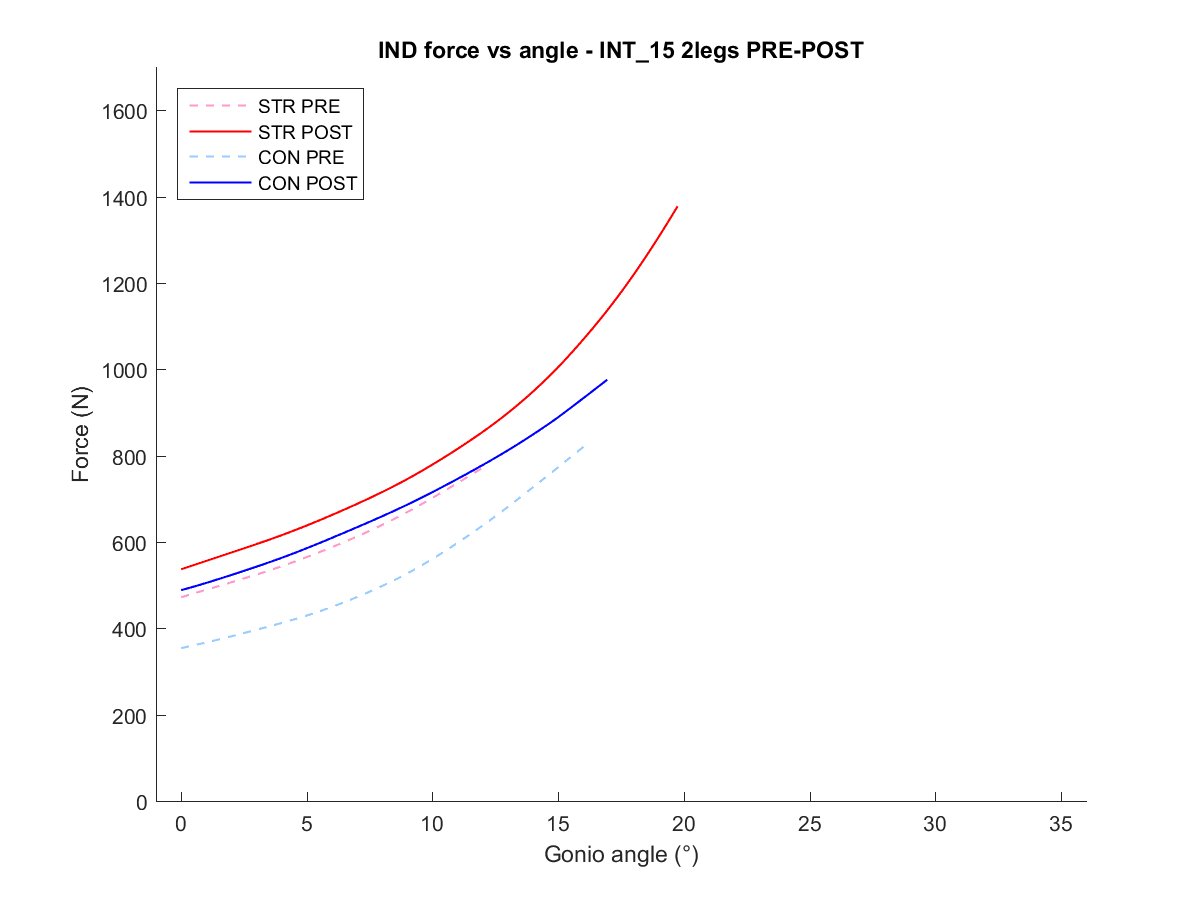 IND force vs angle - INT_15 2legs PRE-POST
STR PRE
STR POST
CON PRE
CON POST
1600
1400
1200
1000
800
600
400
200
0
Force (N)
0 5 10 15 20 25 30 35
Gonio angle (°)